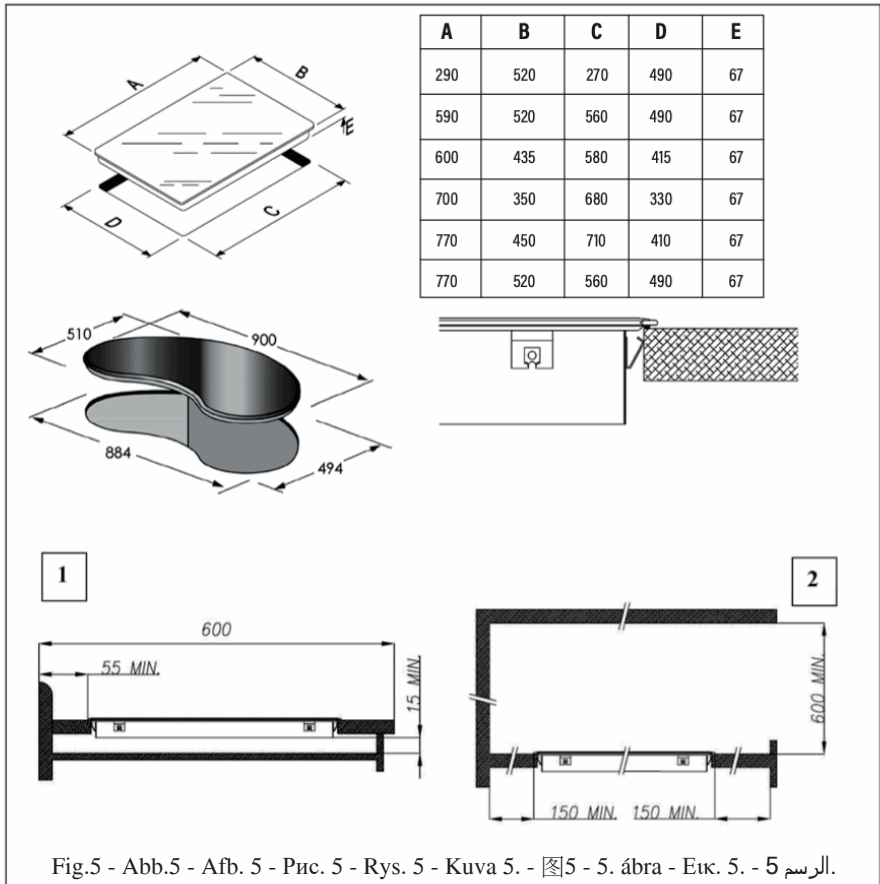 A B C D E
290 520 270 490 67
590 520 560 490 67
600 435 580 415 67
700 350 680 330 67
770 450 710 410 67
770 520 560 490 67
A
B
E
D
C
510
900
884
494
1
2
600
55 MIN.
15 MIN.
600 MIN.
150 MIN. 150 MIN.
Fig.5 - Abb.5 - Afb. 5 - Рис. 5 - Rys. 5 - Kuva 5. - 图5 - 5. ábra - Εικ. 5. - الرسم 5.